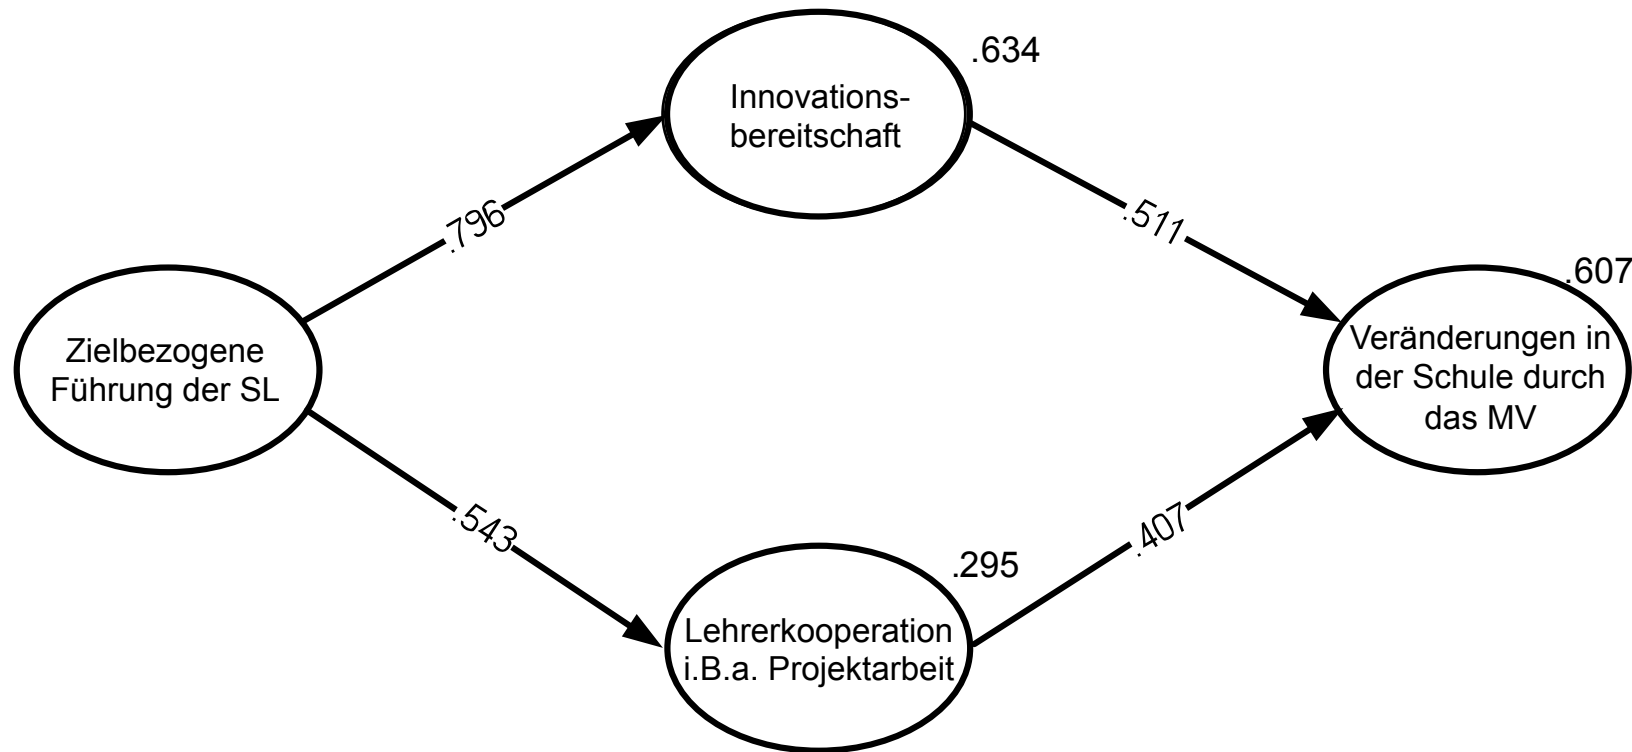 .634
Innovations-
bereitschaft
.796
.511
.607
Zielbezogene
Führung der SL
Veränderungen in
der Schule durch
das MV
.543
.407
.295
Lehrerkooperation
i.B.a. Projektarbeit